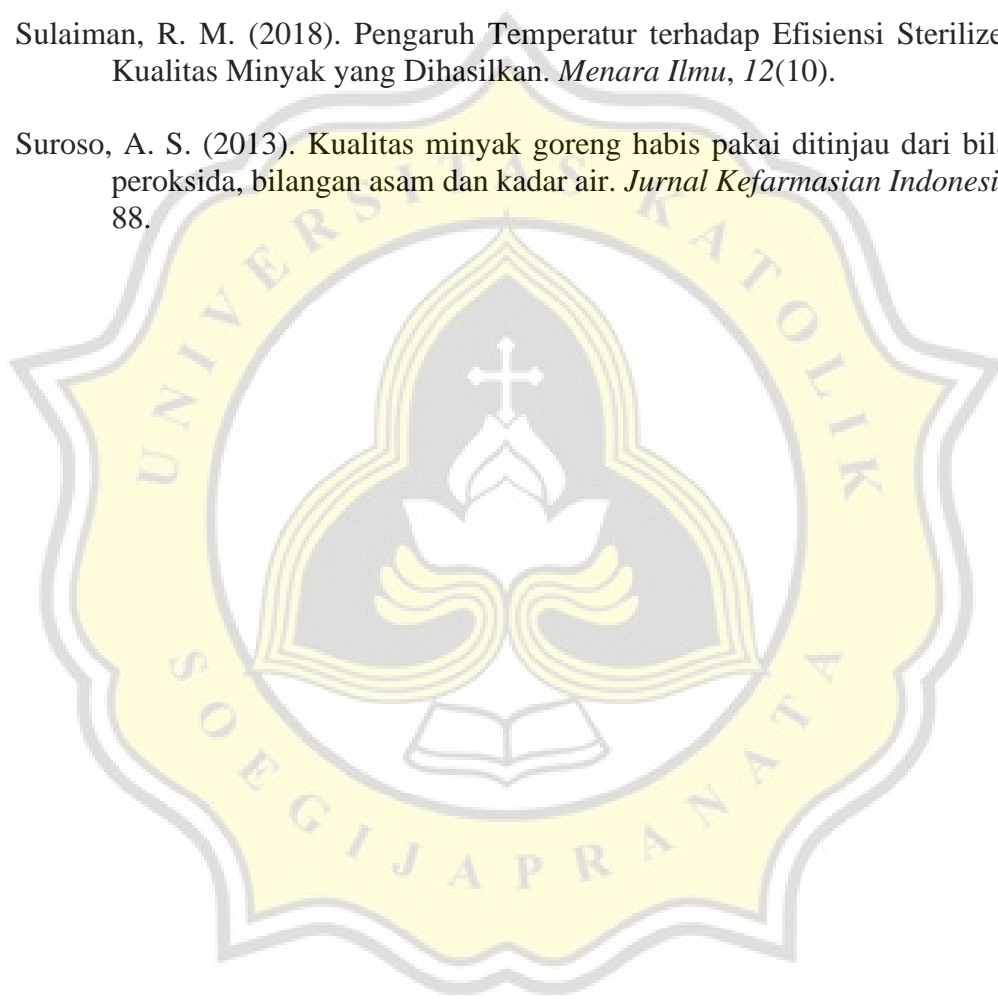 Sulaiman, R. M. (2018). Pengaruh Temperatur terhadap Efisiensi Sterilize
Kualitas Minyak yang Dihasilkan. Menara Ilmu, 12(10).
Suroso, A. S. (2013). Kualitas minyak goreng habis pakai ditinjau dari bila
peroksida, bilangan asam dan kadar air. Jurnal Kefarmasian Indonesi
88.
UNIVERSITAS KATOLIK
SOEGIJAPRANATA